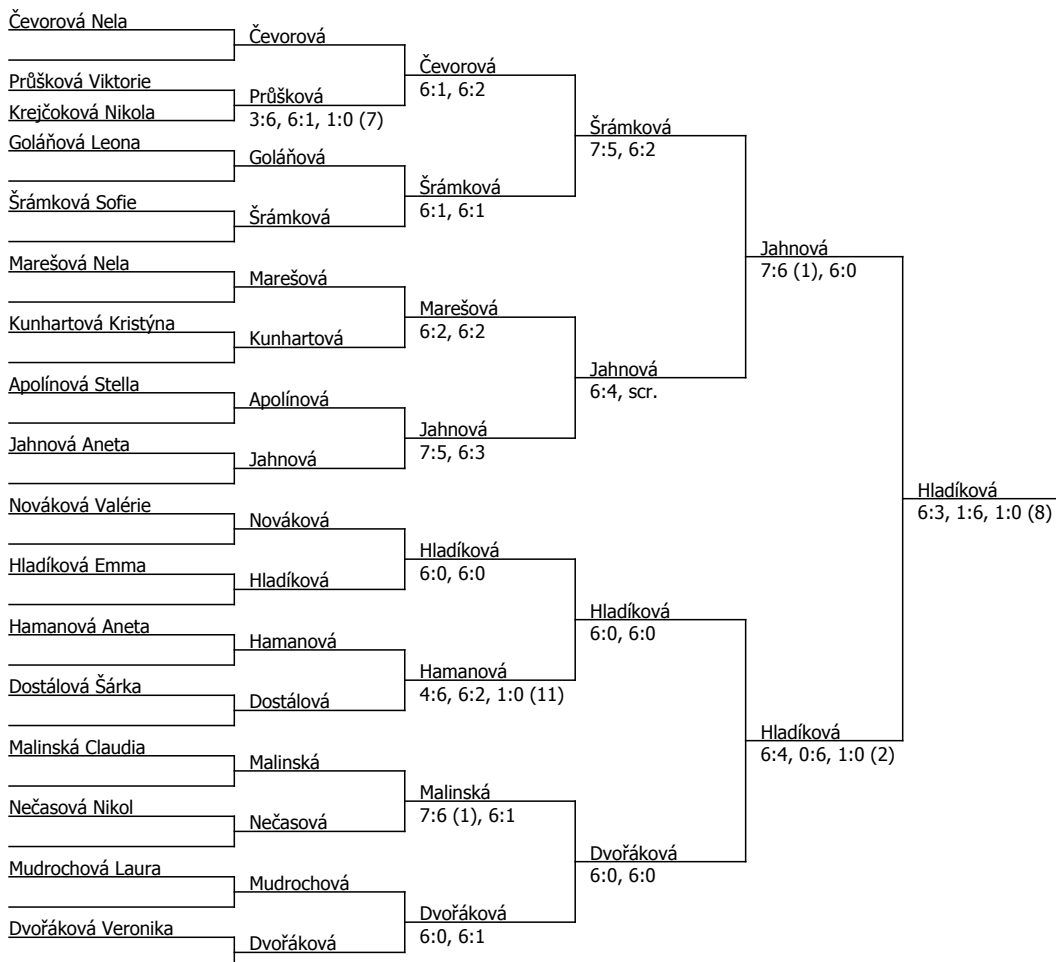 Čevorová Nela
Průšková Viktorie
Krejčoková Nikola
Goláňová Leona
Šrámková Sofie
Marešová Nela
Kunhartová Kristýna
Apolínová Stella
Jahnová Aneta
Nováková Valérie
Hladíková Emma
Hamanová Aneta
Dostálová Šárka
Malinská Claudia
Nečasová Nikol
Mudrochová Laura
Dvořáková Veronika
Čevorová
Průšková
3:6, 6:1, 1:0 (7)
Goláňová
Šrámková
Marešová
Kunhartová
Apolínová
Jahnová
Nováková
Hladíková
Hamanová
Dostálová
Malinská
Nečasová
Mudrochová
Dvořáková
Čevorová
6:1, 6:2
Šrámková
6:1, 6:1
Marešová
6:2, 6:2
Jahnová
7:5, 6:3
Hladíková
6:0, 6:0
Hamanová
4:6, 6:2, 1:0 (11)
Malinská
7:6 (1), 6:1
Dvořáková
6:0, 6:1
Šrámková
7:5, 6:2
Jahnová
6:4, scr.
Hladíková
6:0, 6:0
Dvořáková
6:0, 6:0
Jahnová
7:6 (1), 6:0
Hladíková
6:4, 0:6, 1:0 (2)
Hladíková
6:3, 1:6, 1:0 (8)